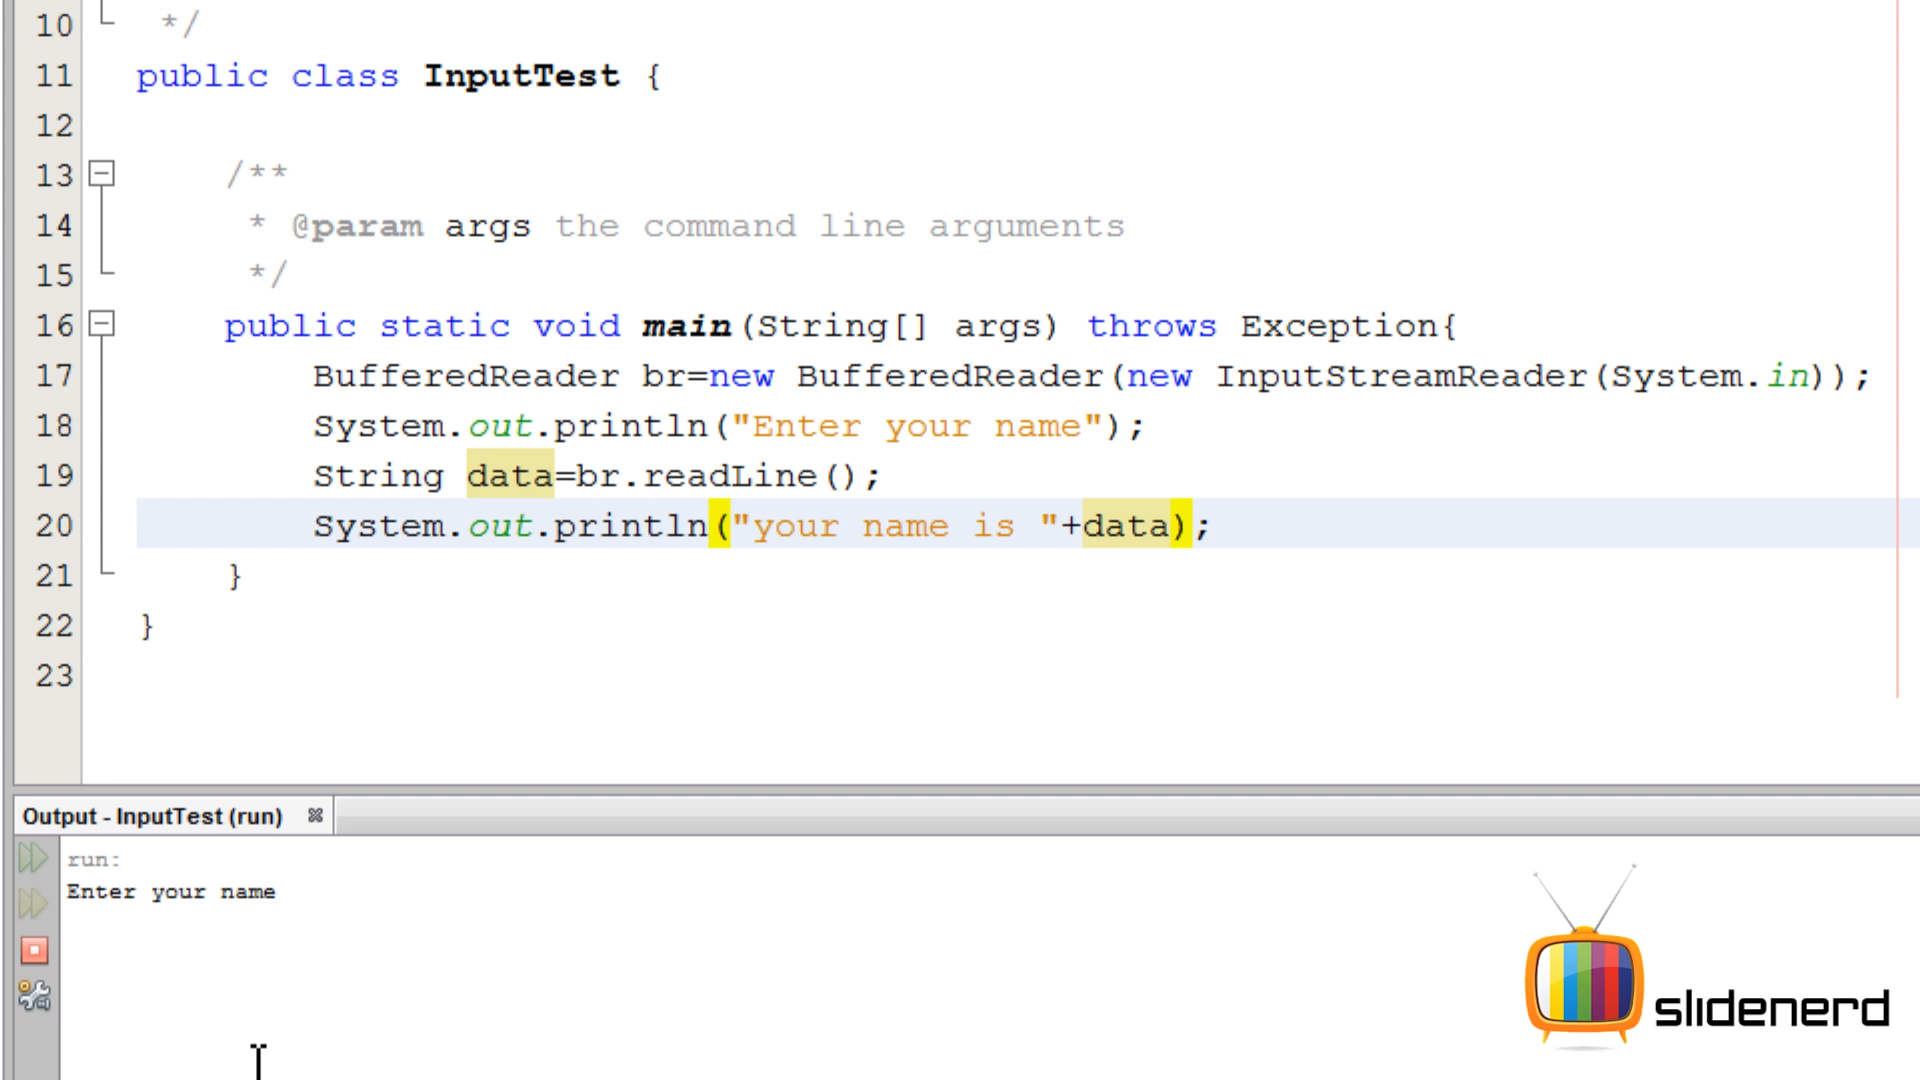 10 */
11 public class InputTest {
12
13 /**
14 * @param args the command line arguments
15 */
16 public static void main(String[] args) throws Exception{
17 BufferedReader br=new BufferedReader(new InputStreamReader(System.in));
18 System.out.println("Enter your name");
19 String data=br.readLine();
20 System.out.println("your name is "+data);
21 }
22 }
23
Output - InputTest (run)
run:
Enter your name
slidenerd